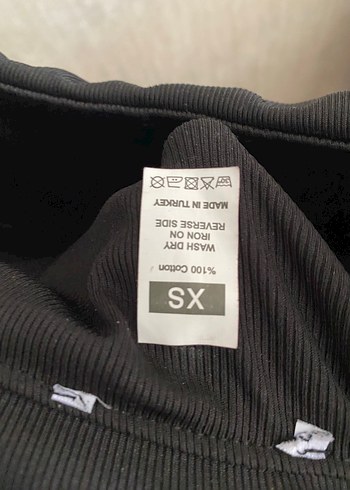 XS
%100 Cotton
WASH DRY
IRON ON
REVERSE SIDE
MADE IN TURKEY